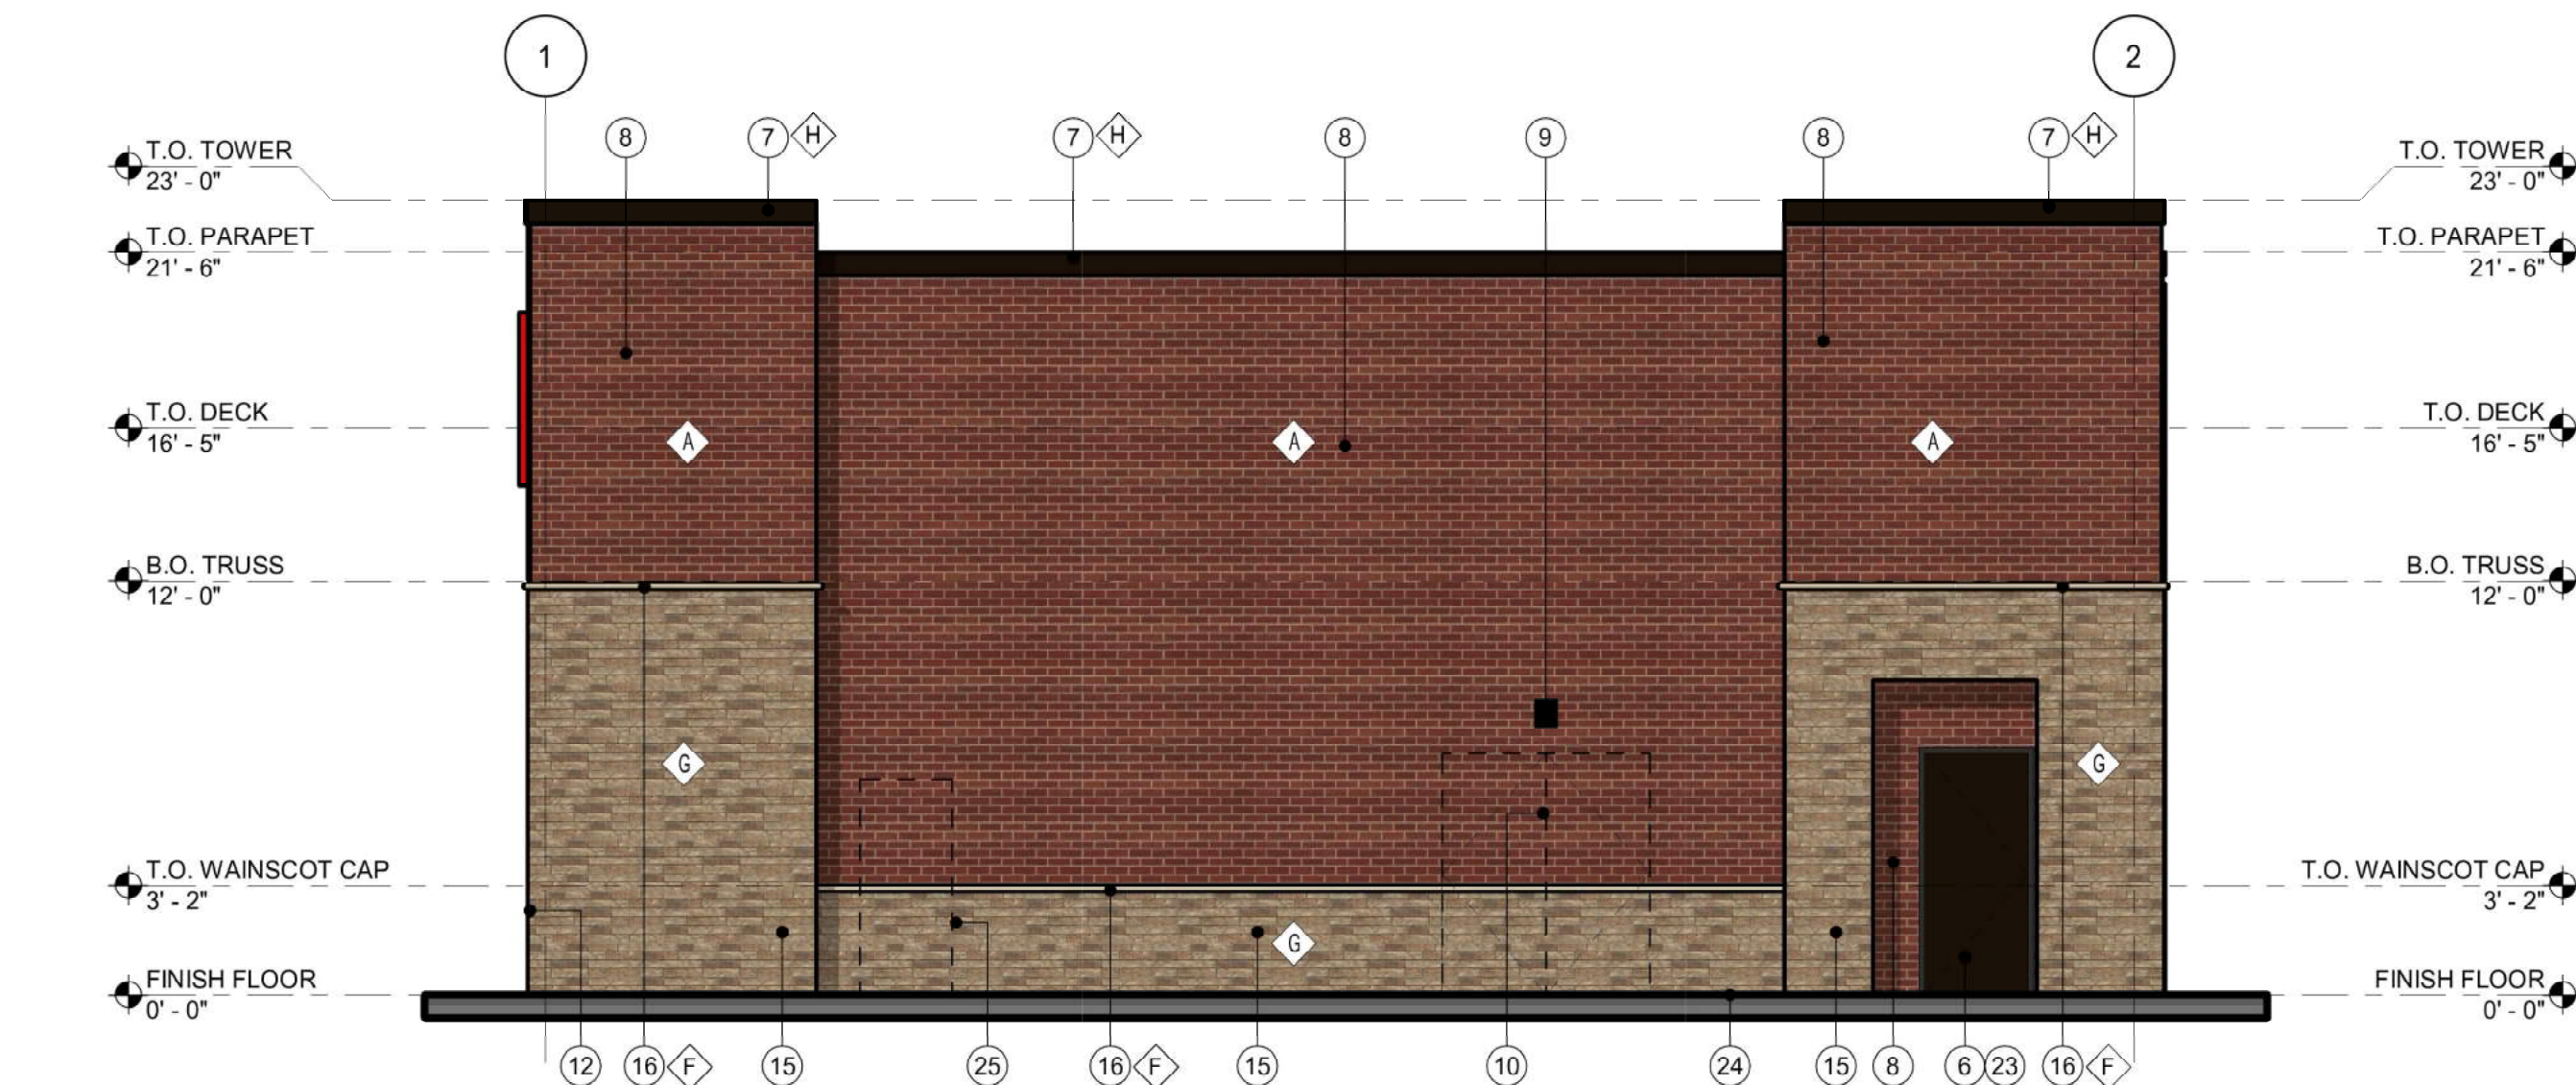 1 2
8 7 H 7 H 8 9 8 7 H
T.O. TOWER T.O. TOWER
23' - 0" 23' - 0"
T.O. PARAPET T.O. PARAPET
21' - 6" 21' - 6"
T.O. DECK T.O. DECK
16' - 5" 16' - 5"
A A A
B.O. TRUSS B.O. TRUSS
12' - 0" 12' - 0"
G G
T.O. WAINSCOT CAP T.O. WAINSCOT CAP
3' - 2" 3' - 2"
G
FINISH FLOOR FINISH FLOOR
0' - 0" 0' - 0"
12 16 F 15 25 16 F 15 10 24 15 8 6 23 16 F